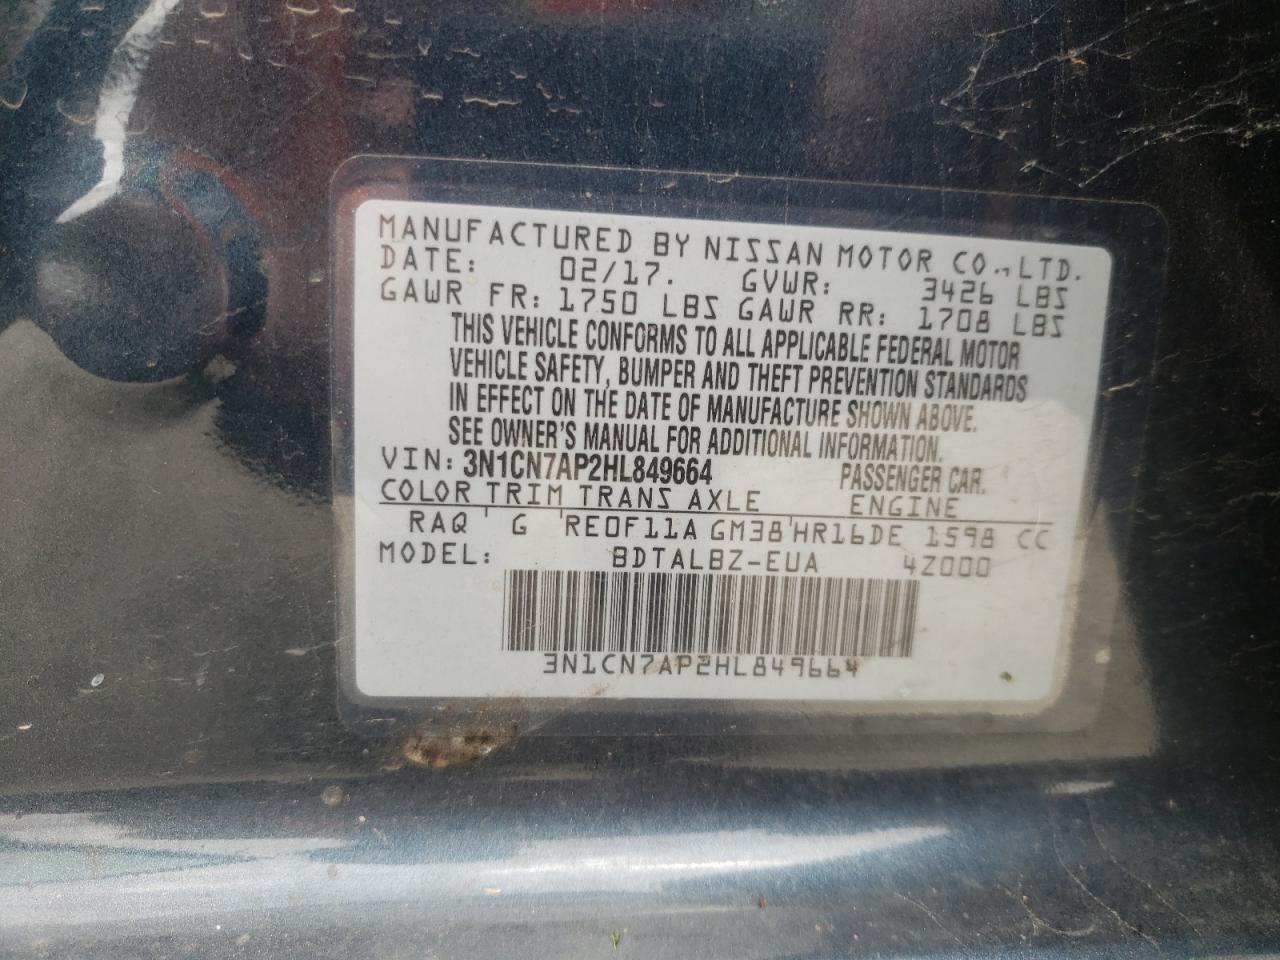 MANUFACTURED BY NISSAN MOTOR CO., LTD.
DATE: 02/17. GVWR: 3426 LBS
GAWR FR: 1750 LBS GAWR RR: 1708 LBS
THIS VEHICLE CONFORMS TO ALL APPLICABLE FEDERAL MOTOR
VEHICLE SAFETY, BUMPER AND THEFT PREVENTION STANDARDS
IN EFFECT ON THE DATE OF MANUFACTURE SHOWN ABOVE.
SEE OWNER'S MANUAL FOR ADDITIONAL INFORMATION.
VIN: 3N1CN7AP2HL849664 PASSENGER CAR.
COLOR TRIM TRANS AXLE ENGINE
RAQ ' G 'RE0F11A GM38'HR16DE 1598 CC
MODEL: BDTALBZ-EUA 4Z000
3N1CN7AP2HL849664